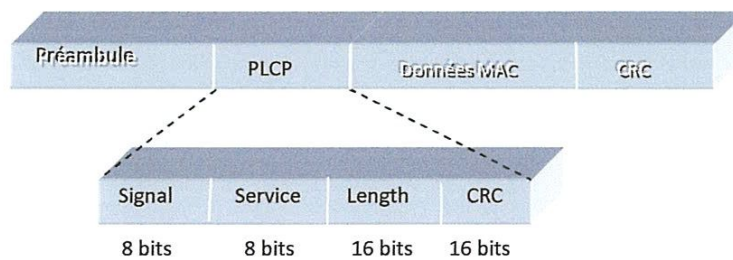 Préambule PLCP Données MAC CRC
Signal Service Length CRC
8 bits 8 bits 16 bits 16 bits